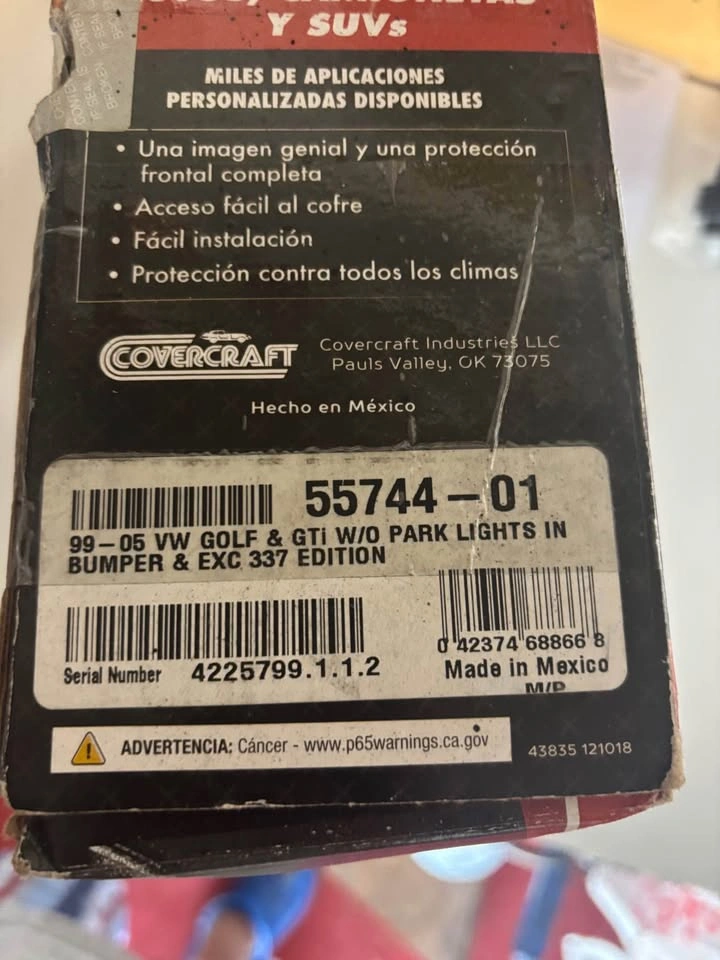 Y SUVs
MILES DE APLICACIONES
PERSONALIZADAS DISPONIBLES
• Una imagen genial y una protección
frontal completa
• Acceso fácil al cofre
• Fácil instalación
• Protección contra todos los climas
COVERCRAFT
Covercraft Industries LLC
Pauls Valley, OK 73075
Hecho en México
55744-01
99-05 VW GOLF & GTi W/O PARK LIGHTS IN
BUMPER & EXC 337 EDITION
0 42374 68866 8
Serial Number 4225799.1.1.2
Made in Mexico
M/P
ADVERTENCIA: Cáncer - www.p65warnings.ca.gov
43835 121018